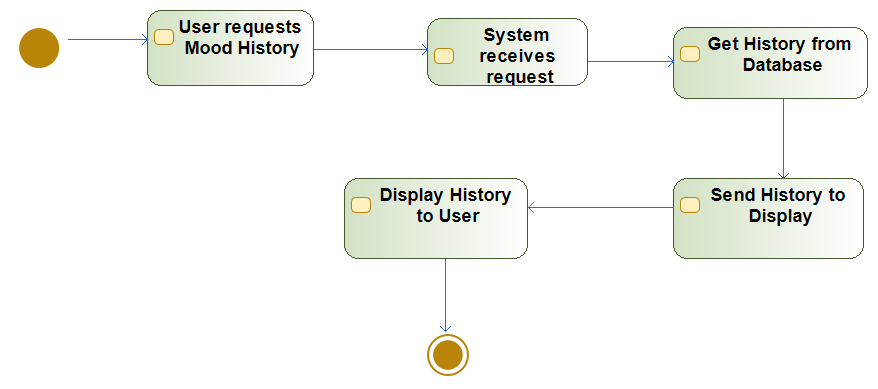 User requests
Mood History
System
receives
request
Get History from
Database
Send History to
Display
Display History
to User